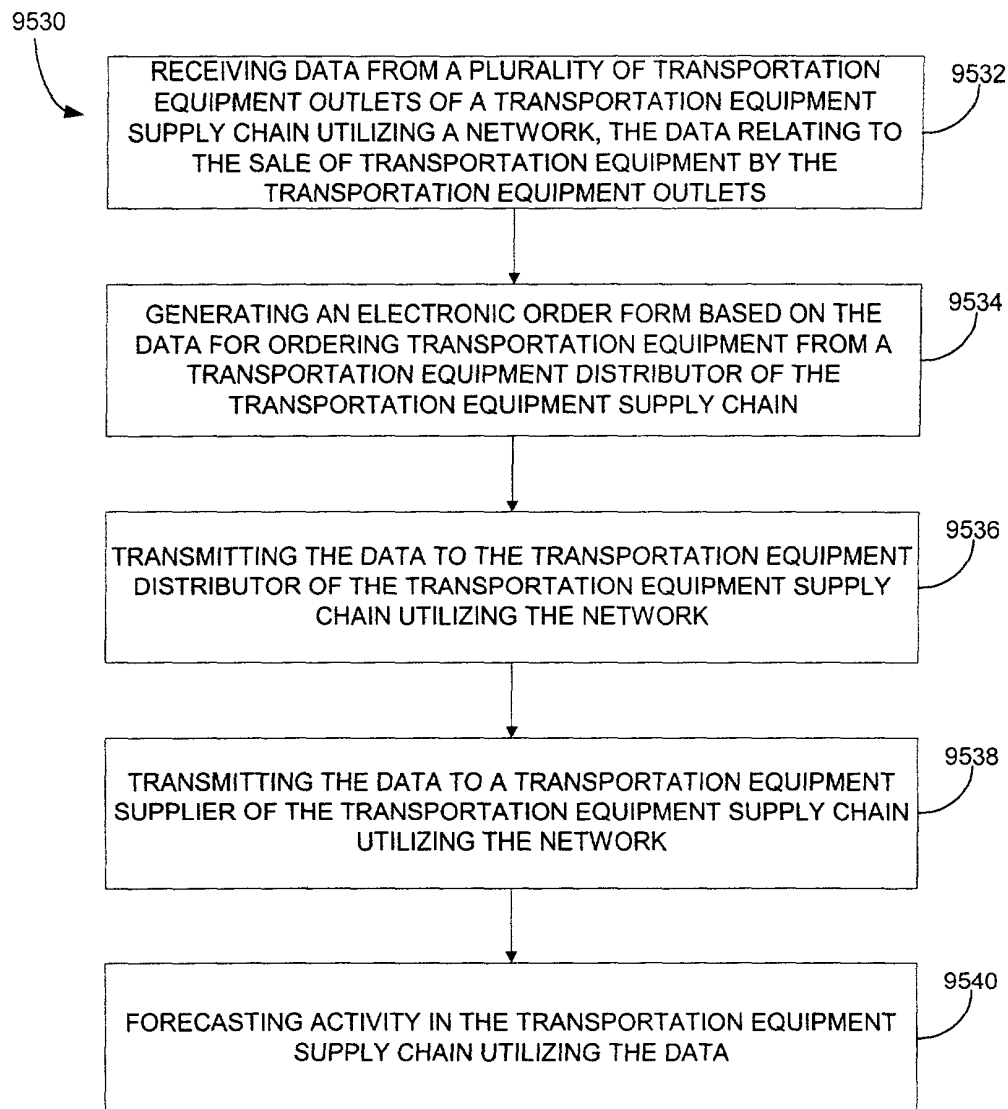 9530
RECEIVING DATA FROM A PLURALITY OF TRANSPORTATION
EQUIPMENT OUTLETS OF A TRANSPORTATION EQUIPMENT
SUPPLY CHAIN UTILIZING A NETWORK, THE DATA RELATING TO
THE SALE OF TRANSPORTATION EQUIPMENT BY THE
TRANSPORTATION EQUIPMENT OUTLETS
9532
GENERATING AN ELECTRONIC ORDER FORM BASED ON THE
DATA FOR ORDERING TRANSPORTATION EQUIPMENT FROM A
TRANSPORTATION EQUIPMENT DISTRIBUTOR OF THE
TRANSPORTATION EQUIPMENT SUPPLY CHAIN
9534
TRANSMITTING THE DATA TO THE TRANSPORTATION EQUIPMENT
DISTRIBUTOR OF THE TRANSPORTATION EQUIPMENT SUPPLY
CHAIN UTILIZING THE NETWORK
9536
TRANSMITTING THE DATA TO A TRANSPORTATION EQUIPMENT
SUPPLIER OF THE TRANSPORTATION EQUIPMENT SUPPLY CHAIN
UTILIZING THE NETWORK
9538
FORECASTING ACTIVITY IN THE TRANSPORTATION EQUIPMENT
SUPPLY CHAIN UTILIZING THE DATA
9540